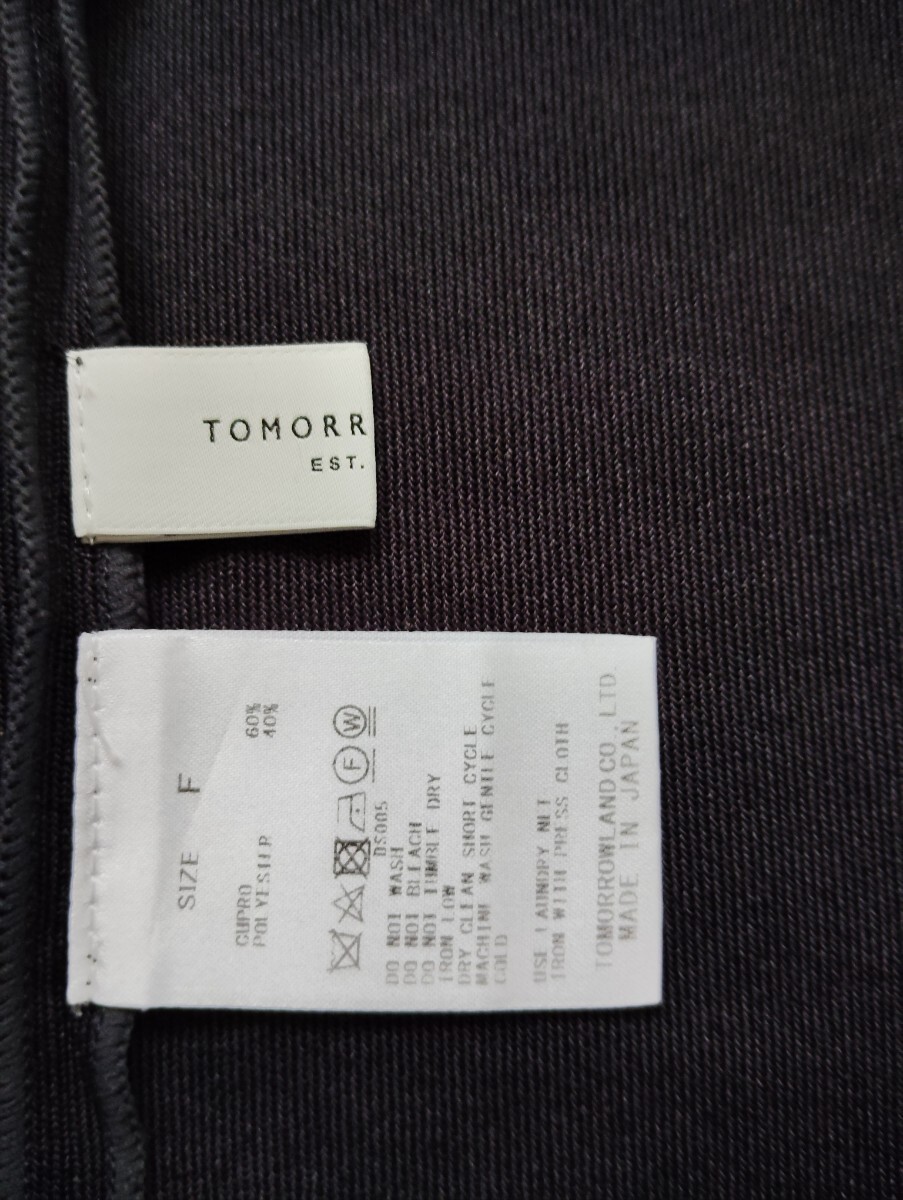 TOMORR
EST.
SIZE F
CUPRO 60%
POLYESTER 40%
F W
DS005
DO NOT WASH
DO NOT BLEACH
DO NOT TUMBLE DRY
IRON LOW
DRY CLEAN SHORT CYCLE
MACHINE WASH GENTLE CYCLE
COLD
USE LAUNDRY NET
IRON WITH PRESS CLOTH
TOMORROWLAND CO., LTD.
MADE IN JAPAN